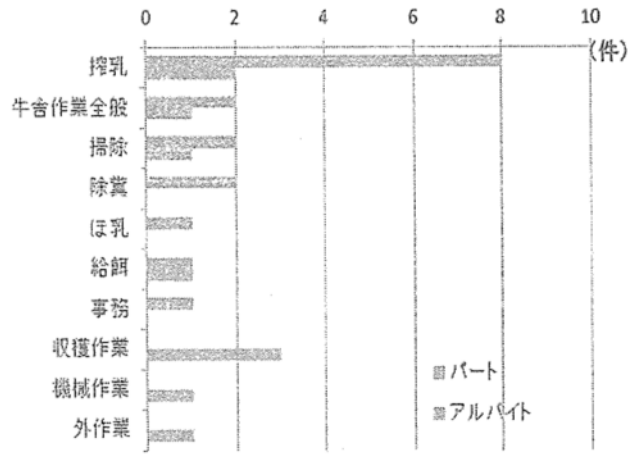 0 2 4 6 8 10
(件)
搾乳
牛舎作業全般
掃除
除糞
ほ乳
給餌
事務
収穫作業
機械作業
外作業
パート
アルバイト